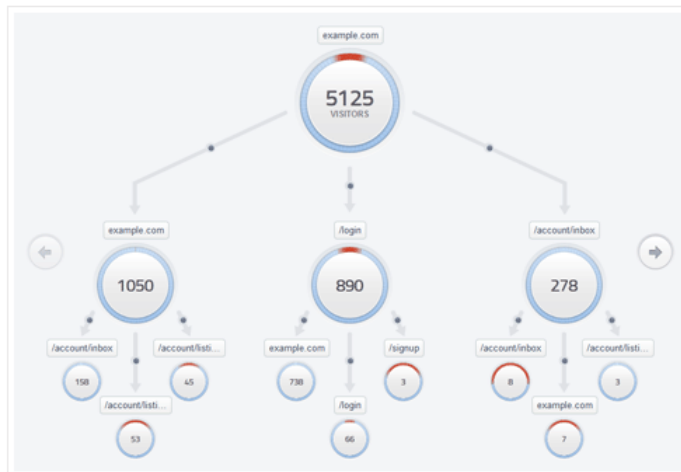 example.com
5125
VISITORS
example.com
/login
/account/inbox
1050
890
278
/account/inbox
/account/listi...
example.com
/signup
/account/inbox
/account/listi...
158
45
738
3
8
3
/account/listi...
/login
example.com
53
66
7